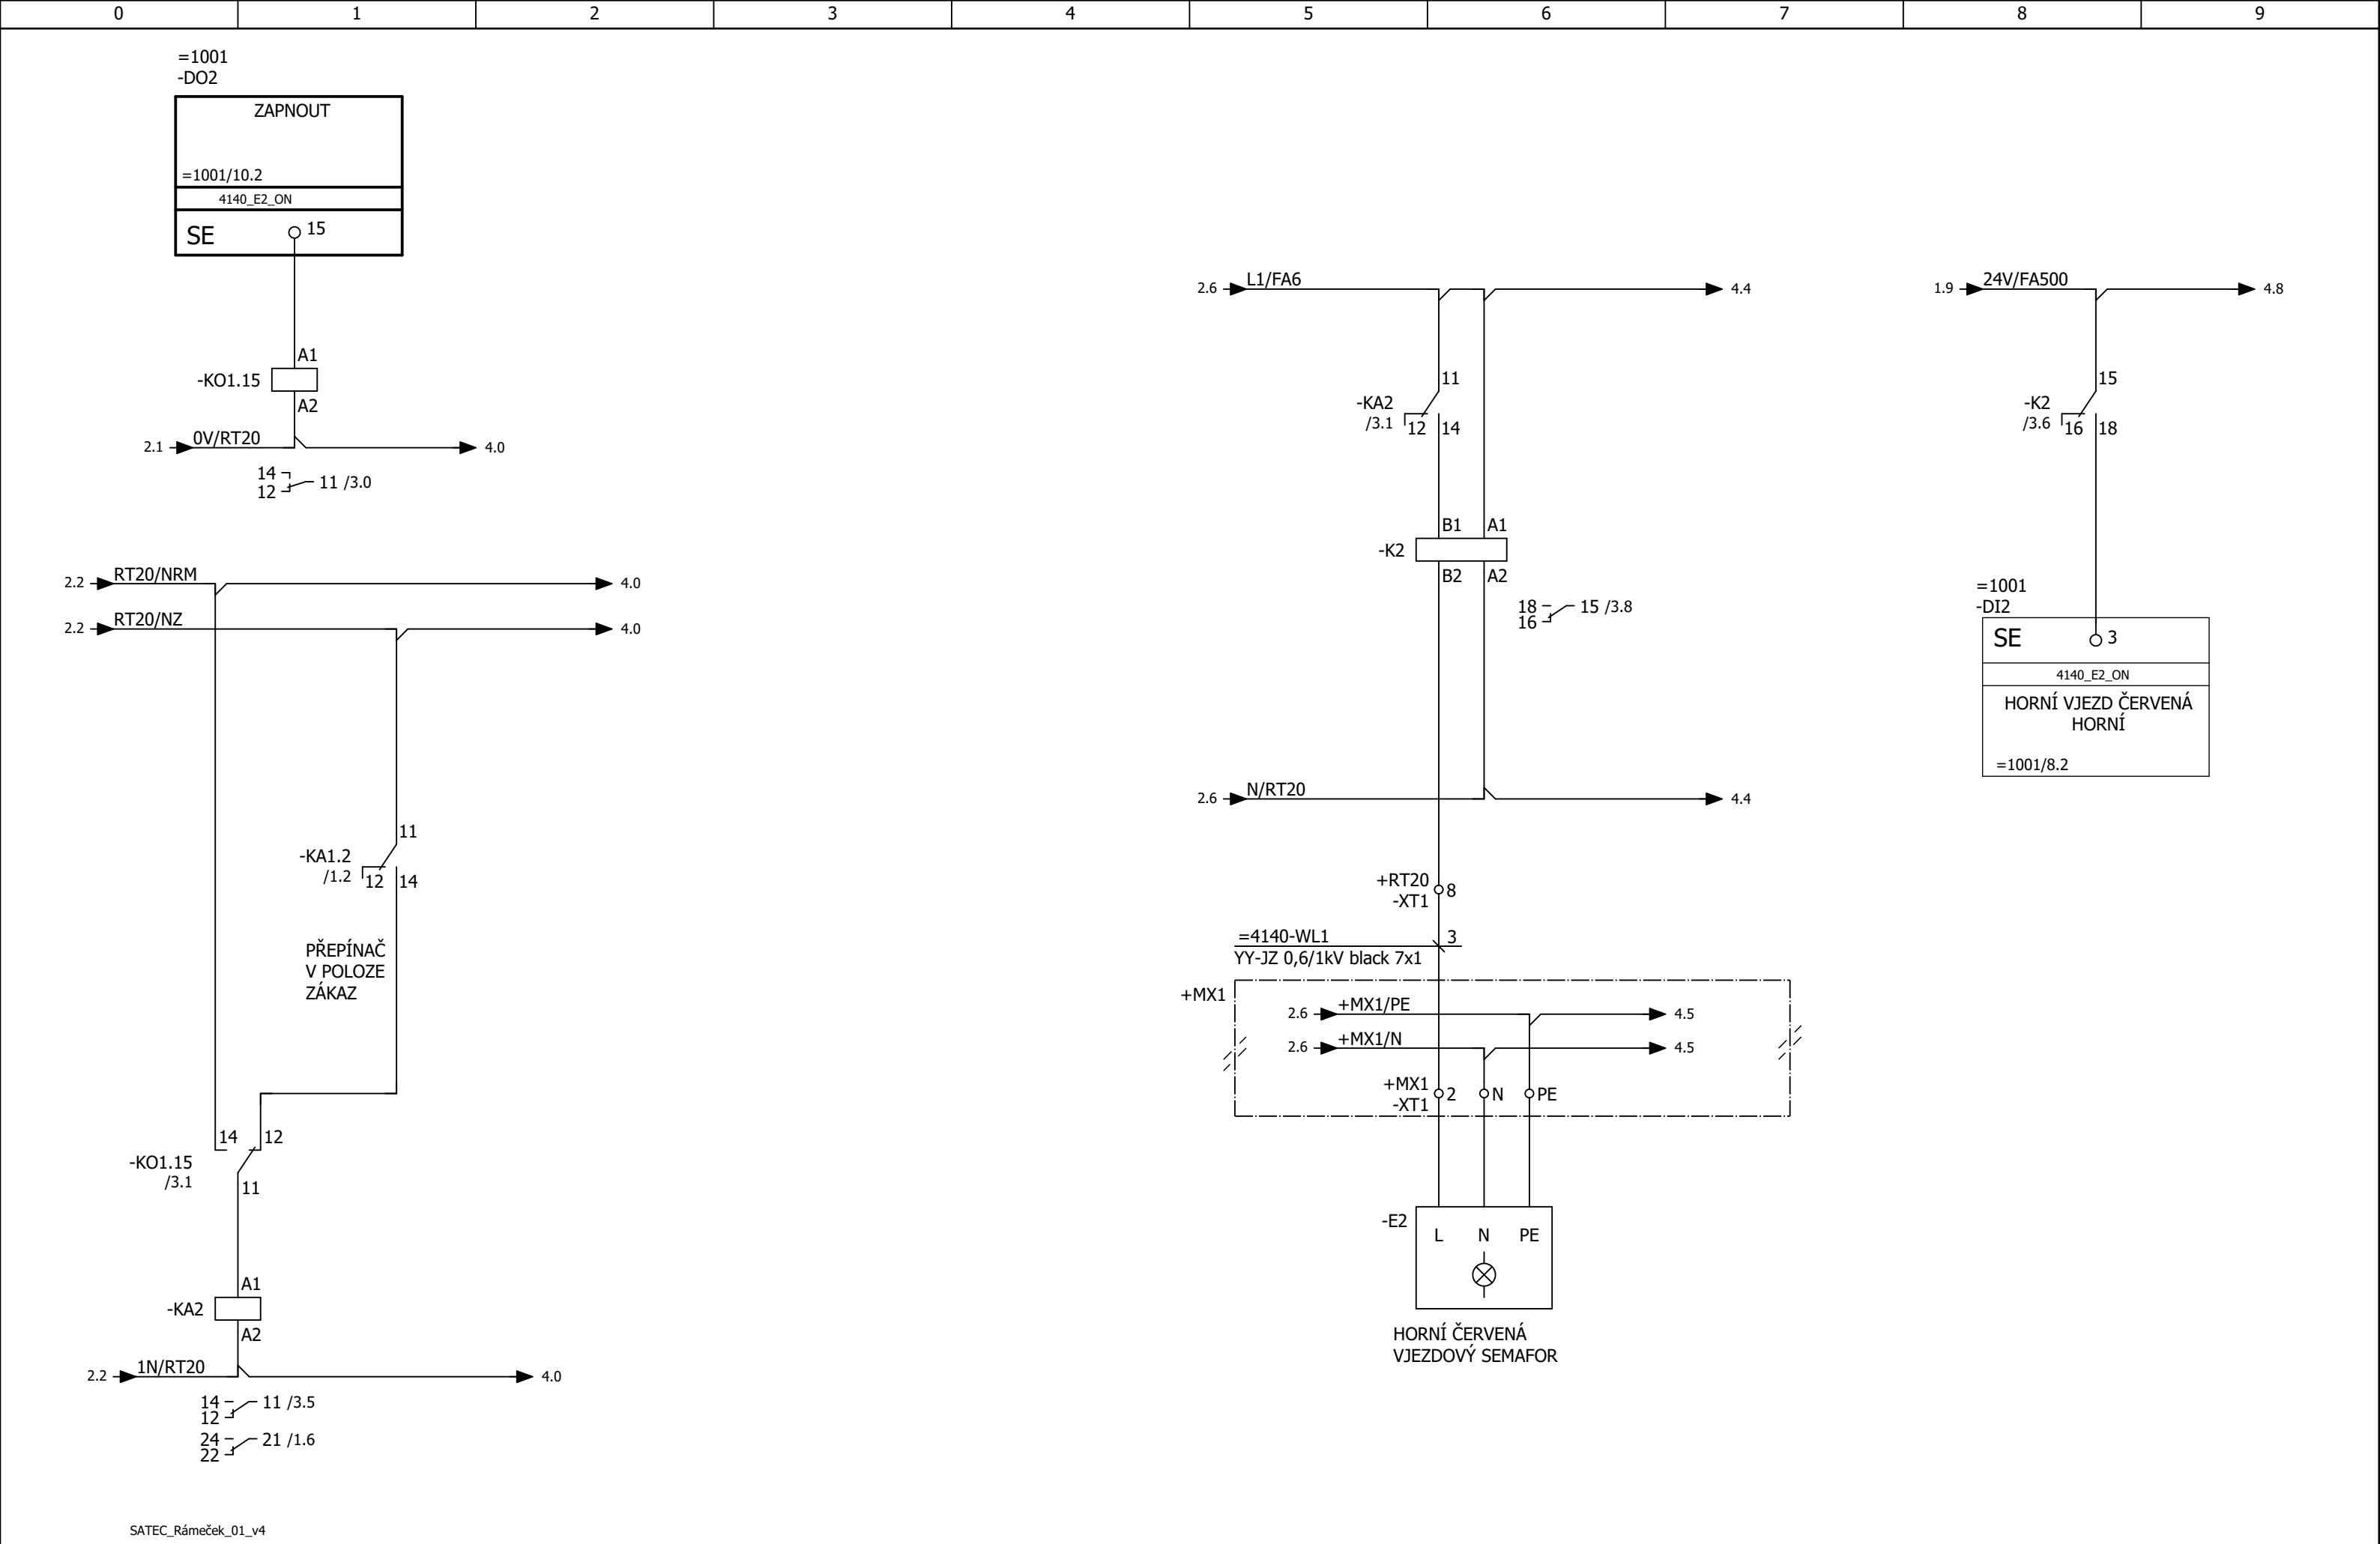 0 1 2 3 4 5 6 7 8 9
=1001
-DO2
ZAPNOUT
=1001/10.2
4140_E2_ON
SE 15
A1
-KO1.15
A2
2.1 0V/RT20 4.0
14
12 11 /3.0
2.2 RT20/NRM 4.0
2.2 RT20/NZ 4.0
11
-KA1.2
/1.2 12 14
PŘEPÍNAČ
V POLOZE
ZÁKAZ
14 12
-KO1.15
/3.1
11
A1
-KA2
A2
2.2 1N/RT20 4.0
14 11 /3.5
12
24 21 /1.6
22
2.6 L1/FA6 4.4
11
-KA2
/3.1 12 14
B1 A1
-K2
B2 A2
18 15 /3.8
16
2.6 N/RT20 4.4
+RT20
-XT1 8
=4140-WL1 3
YY-JZ 0,6/1kV black 7x1
+MX1
2.6 +MX1/PE 4.5
2.6 +MX1/N 4.5
+MX1
-XT1 2 N PE
-E2
L N PE
HORNÍ ČERVENÁ
VJEZDOVÝ SEMAFOR
1.9 24V/FA500 4.8
15
-K2
/3.6 16 18
=1001
-DI2
SE 3
4140_E2_ON
HORNÍ VJEZD ČERVENÁ
HORNÍ
=1001/8.2
SATEC_Rámeček_01_v4